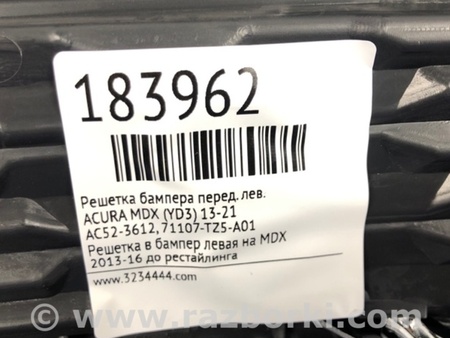 183962
Решетка бампера перед. лев.
ACURA MDX (YD3) 13-21
AC52-3612, 71107-TZ5-A01
Решетка в бампер левая на MDX
2013-16 до рестайлинга
www.3234444.com
© www.razborki.com